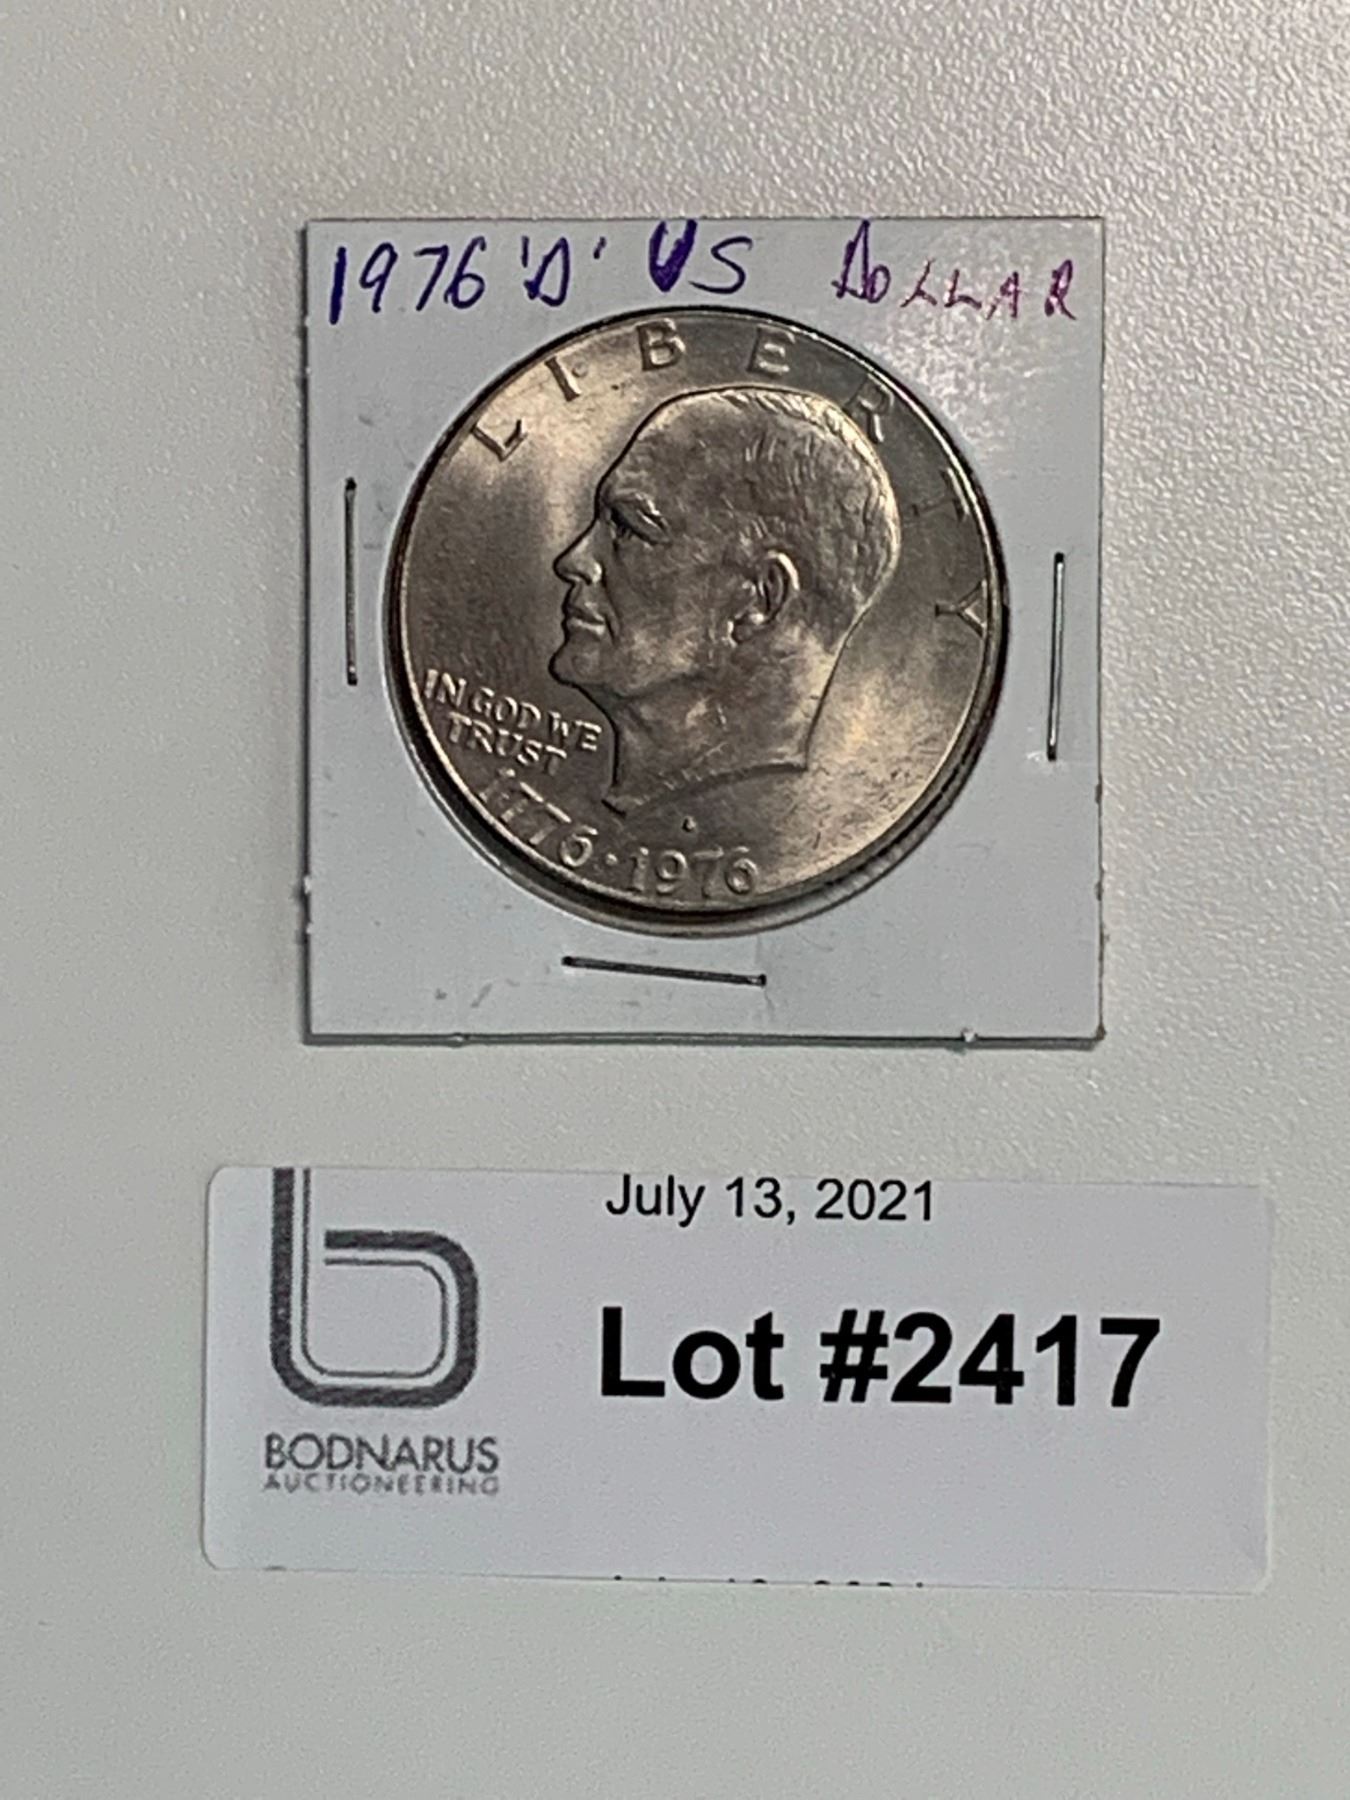 1976 'D' US DOLLAR
LIBERTY
IN GOD WE
TRUST
1776·1976
July 13, 2021
Lot #2417
BODNARUS
AUCTIONEERING